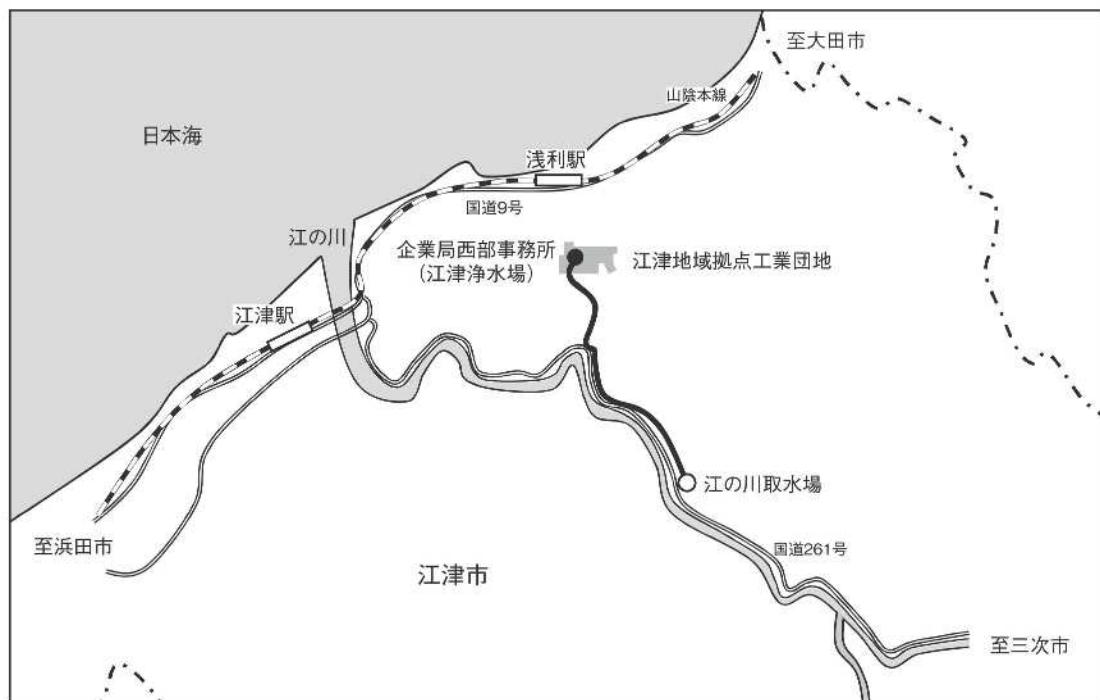 至大田市
山陰本線
日本海
浅利駅
国道9号
江の川
企業局西部事務所
（江津浄水場）
江津地域拠点工業団地
江津駅
江の川取水場
至浜田市
国道261号
江津市
至三次市